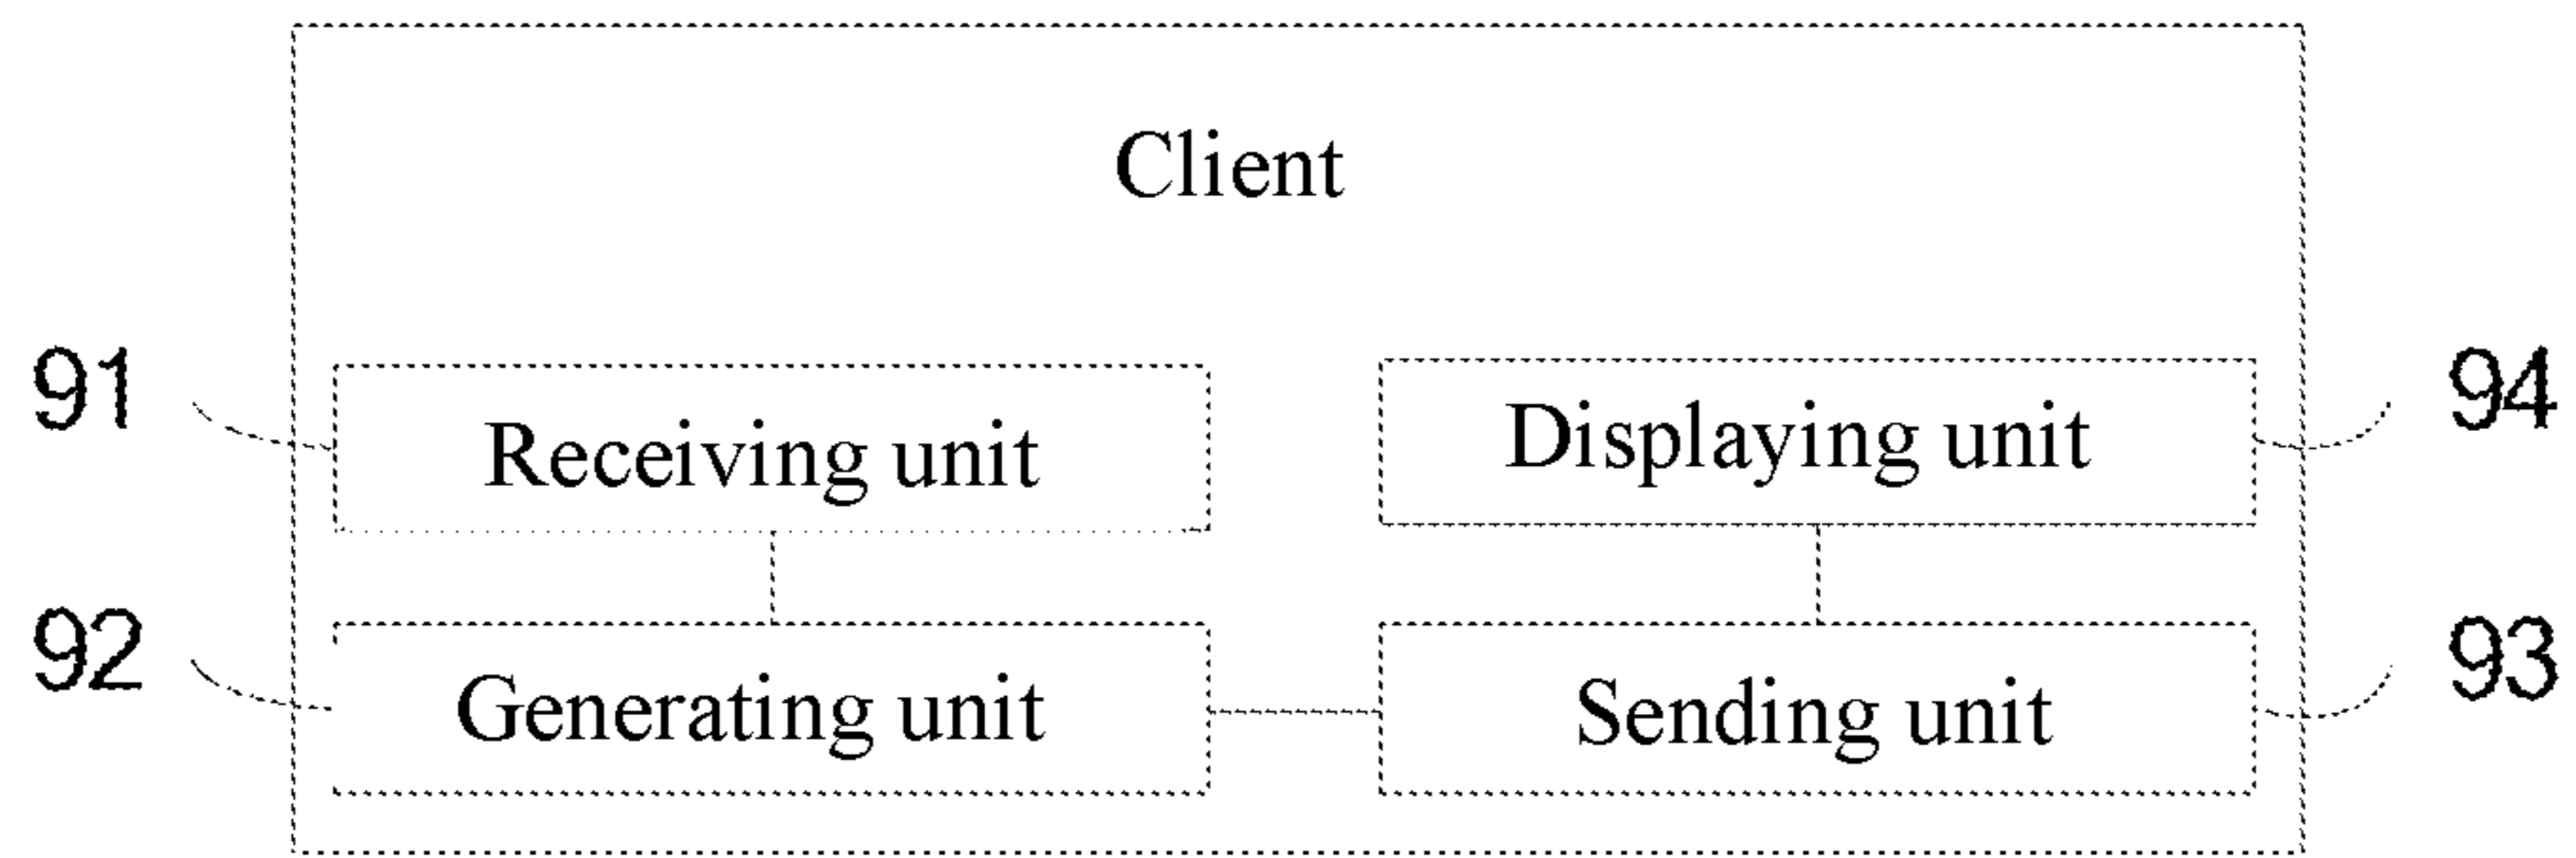 Client
91
Receiving unit
Displaying unit
94
92
Generating unit
Sending unit
93